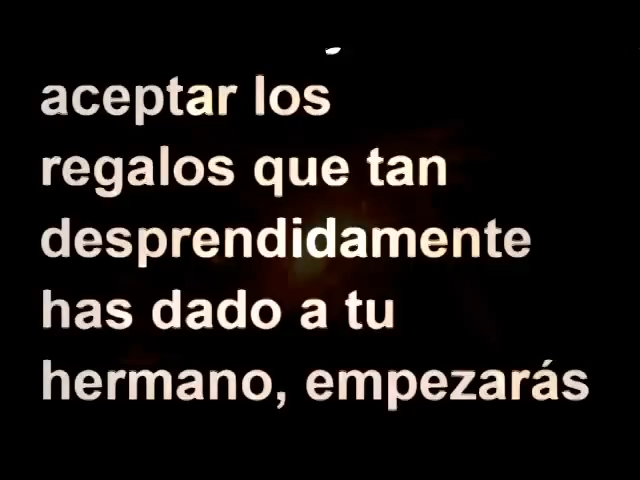 aceptar los
regalos que tan
desprendidamente
has dado a tu
hermano, empezarás